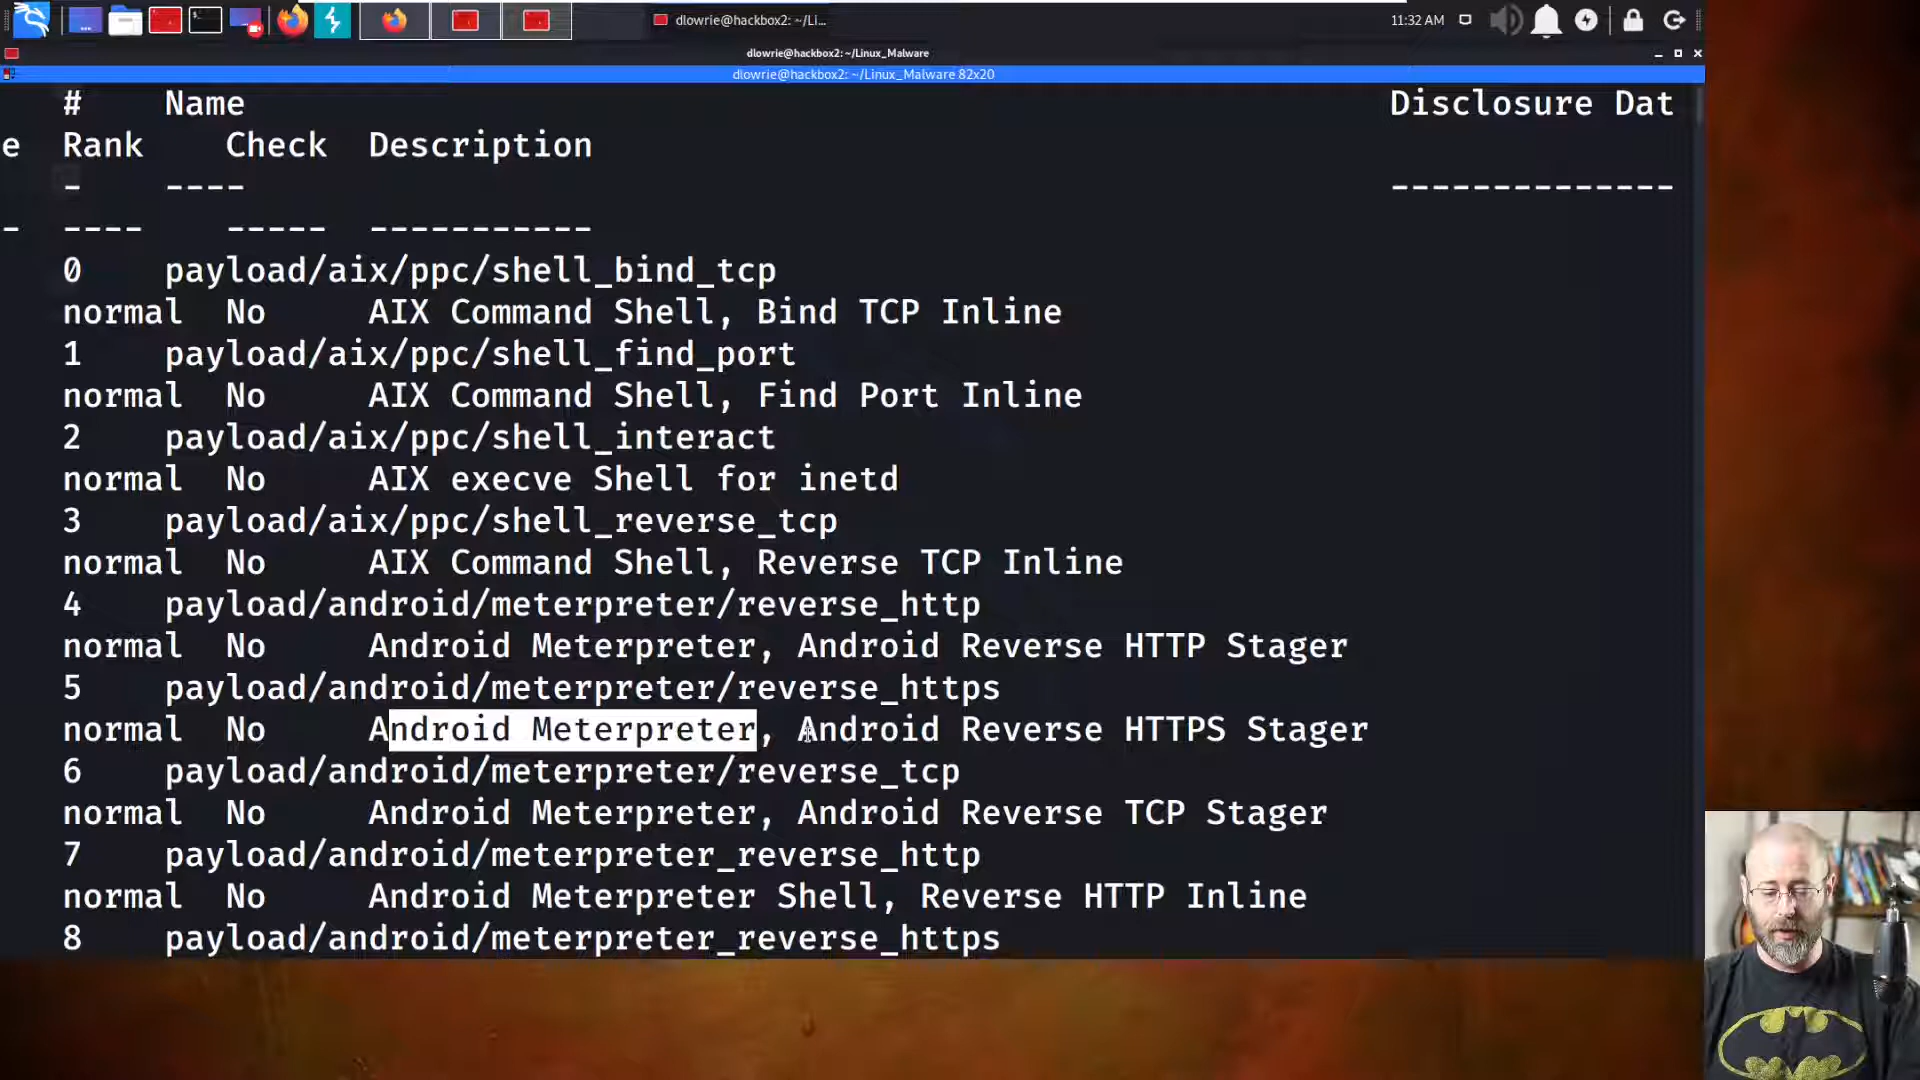 dlowrie@hackbox2: ~/Li...
11:32 AM
dlowrie@hackbox2: ~/Linux_Malware
dlowrie@hackbox2: ~/Linux_Malware 82x20
# Name Disclosure Dat
e Rank Check Description
- ---- --------------
- ---- ----- -----------
0 payload/aix/ppc/shell_bind_tcp
normal No AIX Command Shell, Bind TCP Inline
1 payload/aix/ppc/shell_find_port
normal No AIX Command Shell, Find Port Inline
2 payload/aix/ppc/shell_interact
normal No AIX execve Shell for inetd
3 payload/aix/ppc/shell_reverse_tcp
normal No AIX Command Shell, Reverse TCP Inline
4 payload/android/meterpreter/reverse_http
normal No Android Meterpreter, Android Reverse HTTP Stager
5 payload/android/meterpreter/reverse_https
normal No Android Meterpreter, Android Reverse HTTPS Stager
6 payload/android/meterpreter/reverse_tcp
normal No Android Meterpreter, Android Reverse TCP Stager
7 payload/android/meterpreter_reverse_http
normal No Android Meterpreter Shell, Reverse HTTP Inline
8 payload/android/meterpreter_reverse_https